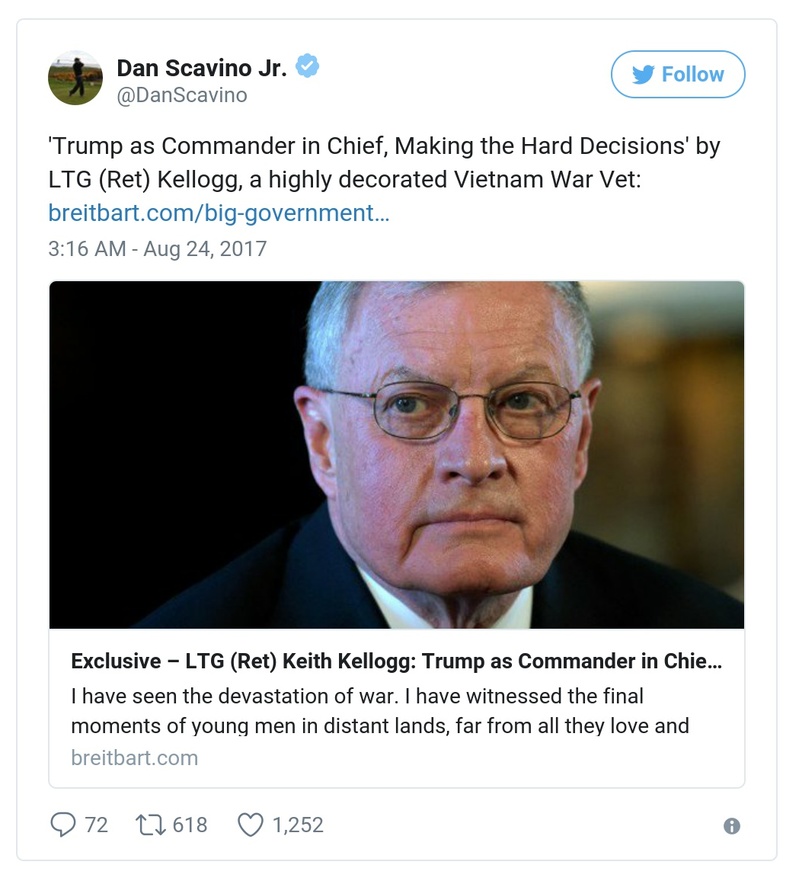 Dan Scavino Jr.
@DanScavino
Follow
'Trump as Commander in Chief, Making the Hard Decisions' by
LTG (Ret) Kellogg, a highly decorated Vietnam War Vet:
breitbart.com/big-government…
3:16 AM - Aug 24, 2017
Exclusive – LTG (Ret) Keith Kellogg: Trump as Commander in Chie…
I have seen the devastation of war. I have witnessed the final
moments of young men in distant lands, far from all they love and
breitbart.com
72 618 1,252